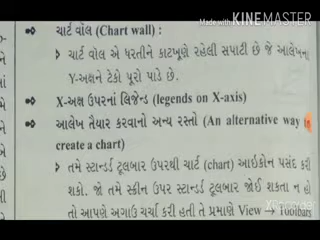 Made with KINEMASTER
ચાર્ટ વૉલ (Chart wall) :
ચાર્ટ વોલ એ ધરતીને કાટખૂણે રહેલી સપાટી છે જે આલેખના
Y-અક્ષને ટેકો પૂરો પાડે છે.
X-અક્ષ ઉપરનાં લિજેન્ડ (legends on X-axis)
આલેખ તૈયાર કરવાનો અન્ય રસ્તો (An alternative way to
create a chart)
તમે સ્ટાન્ડર્ડ ટૂલબાર ઉપરથી ચાર્ટ (chart) આઇકોન પસંદ કરી
શકો. જો તમે સ્ક્રીન ઉપર સ્ટાન્ડર્ડ ટૂલબાર જોઈ શકતા ન હો
તો આપણે અગાઉ ચર્ચા કરી હતી તે પ્રમાણે View → Toolbars